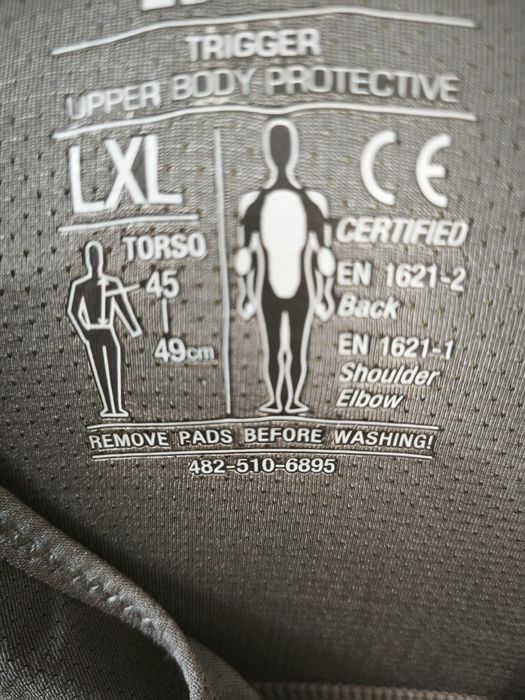 TRIGGER
UPPER BODY PROTECTIVE
LXL
TORSO
45
49cm
CE
CERTIFIED
EN 1621-2
Back
EN 1621-1
Shoulder
Elbow
REMOVE PADS BEFORE WASHING!
482-510-6895